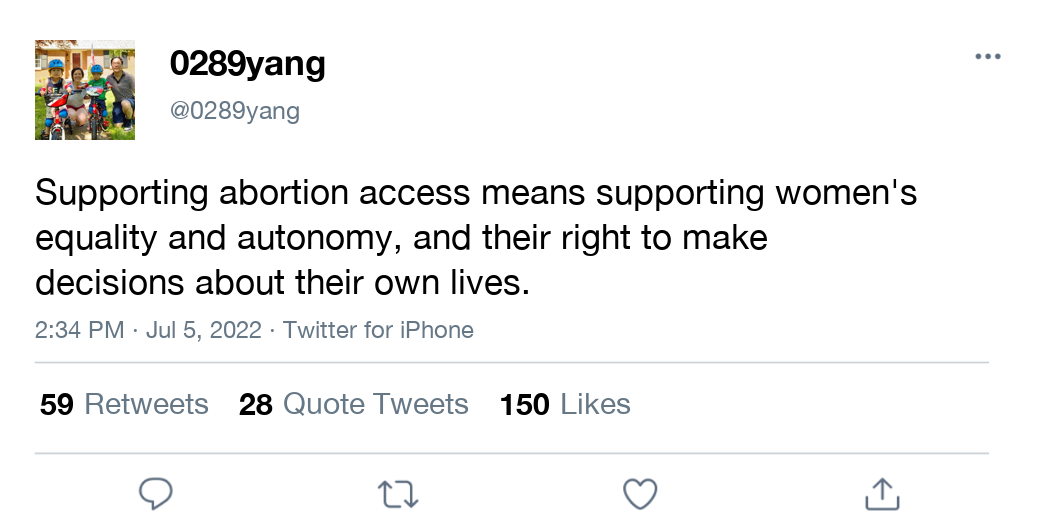 0289yang
@0289yang
Supporting abortion access means supporting women's
equality and autonomy, and their right to make
decisions about their own lives.
2:34 PM · Jul 5, 2022 · Twitter for iPhone
59 Retweets 28 Quote Tweets 150 Likes